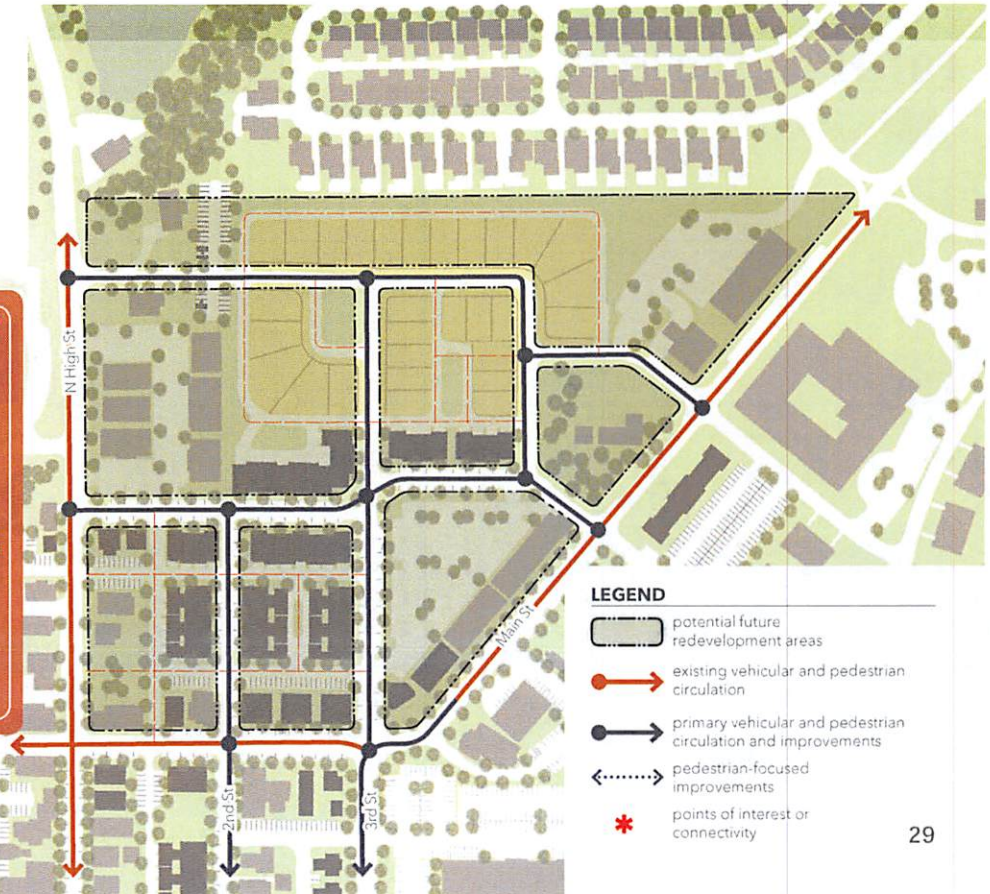 N High St
Main St
2nd St
3rd St
LEGEND
potential future
redevelopment areas
existing vehicular and pedestrian
circulation
primary vehicular and pedestrian
circulation and improvements
pedestrian-focused
improvements
points of interest or
connectivity
29